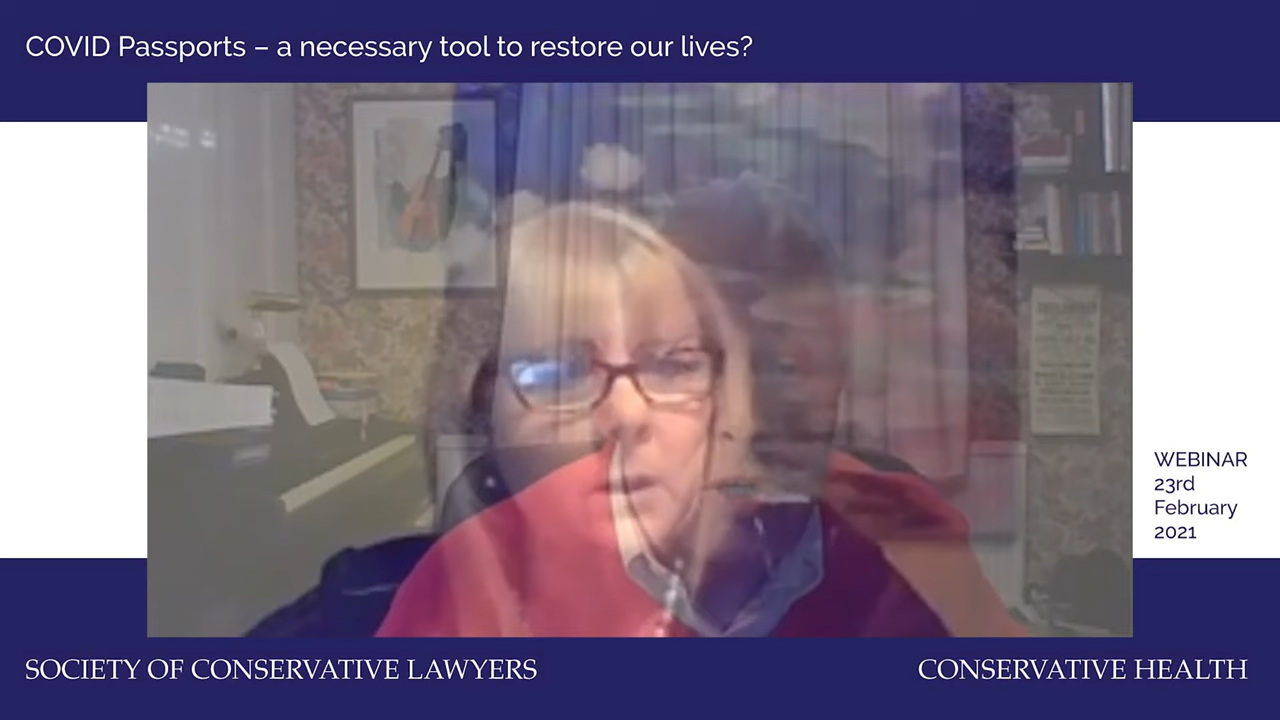 COVID Passports – a necessary tool to restore our lives?
WEBINAR
23rd
February
2021
SOCIETY OF CONSERVATIVE LAWYERS
CONSERVATIVE HEALTH